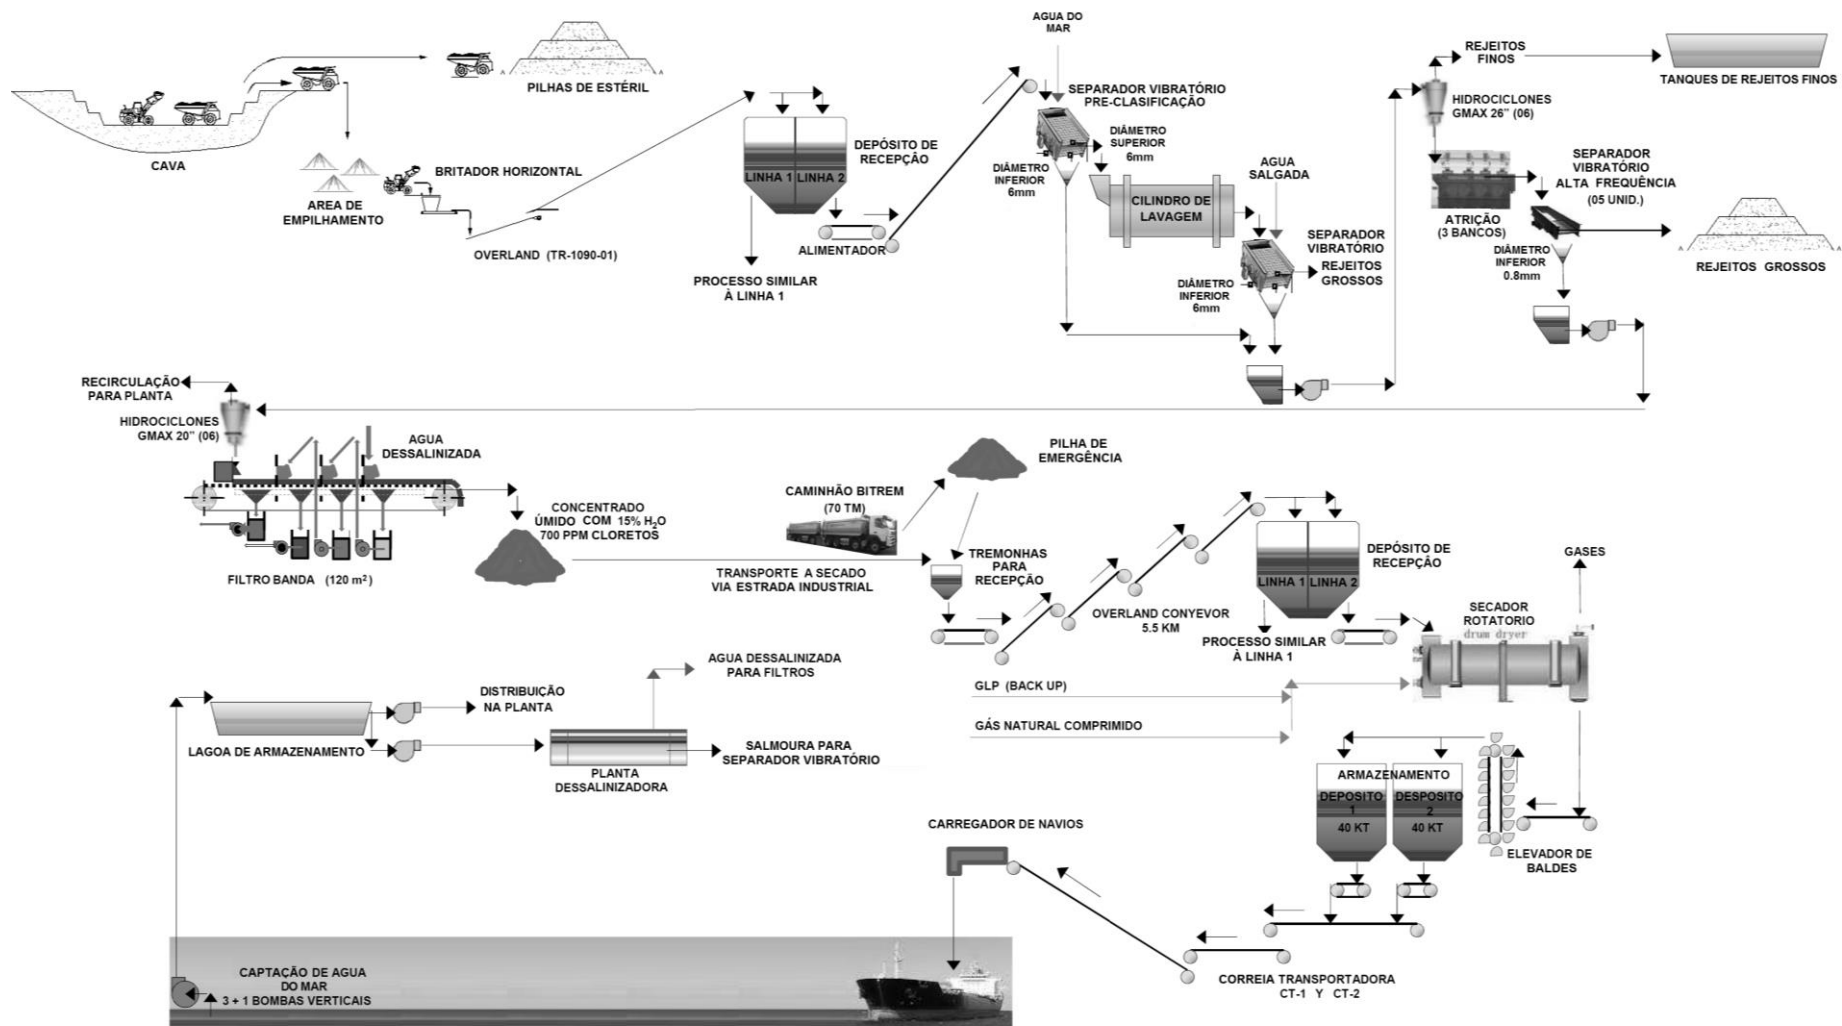 PILHAS DE ESTÉRIL
CAVA
AREA DE
EMPILHAMENTO
BRITADOR HORIZONTAL
OVERLAND (TR-1090-01)
DEPÓSITO DE
RECEPÇÂO
LINHA 1
LINHA 2
ALIMENTADOR
PROCESSO SIMILAR
À LINHA 1
AGUA DO
MAR
SEPARADOR VIBRATÓRIO
PRE-CLASIFICAÇÃO
DIÂMETRO
SUPERIOR
6mm
DIÂMETRO
INFERIOR
6mm
CILINDRO DE
LAVAGEM
AGUA
SALGADA
SEPARADOR
VIBRATÓRIO
REJEITOS
GROSSOS
DIÂMETRO
INFERIOR
6mm
REJEITOS
FINOS
TANQUES DE REJEITOS FINOS
HIDROCICLONES
GMAX 26" (06)
SEPARADOR
VIBRATÓRIO
ALTA FREQUÊNCIA
(05 UNID.)
ATRIÇÃO
(3 BANCOS)
DIÂMETRO
INFERIOR
0.8mm
REJEITOS GROSSOS
RECIRCULAÇÃO
PARA PLANTA
HIDROCICLONES
GMAX 20" (06)
AGUA
DESSALINIZADA
FILTRO BANDA (120 m²)
CONCENTRADO
ÚMIDO COM 15% H₂O
700 PPM CLORETOS
CAMINHÃO BITREM
(70 TM)
PILHA DE
EMERGÊNCIA
TRANSPORTE A SECADO
VIA ESTRADA INDUSTRIAL
TREMONHAS
PARA
RECEPÇÃO
OVERLAND CONYEVOR
5.5 KM
DEPÓSITO DE
RECEPÇÃO
LINHA 1
LINHA 2
PROCESSO SIMILAR
À LINHA 1
GASES
SECADOR
ROTATORIO
drum dryer
GLP (BACK UP)
GÁS NATURAL COMPRIMIDO
AGUA DESSALINIZADA
PARA FILTROS
DISTRIBUIÇÃO
NA PLANTA
LAGOA DE ARMAZENAMENTO
PLANTA
DESSALINIZADORA
SALMOURA PARA
SEPARADOR VIBRATÓRIO
ARMAZENAMENTO
DEPOSITO
1
40 KT
DESPOSITO
2
40 KT
ELEVADOR DE
BALDES
CARREGADOR DE NAVIOS
CORREIA TRANSPORTADORA
CT-1 Y CT-2
CAPTAÇÃO DE AGUA
DO MAR
3 + 1 BOMBAS VERTICAIS